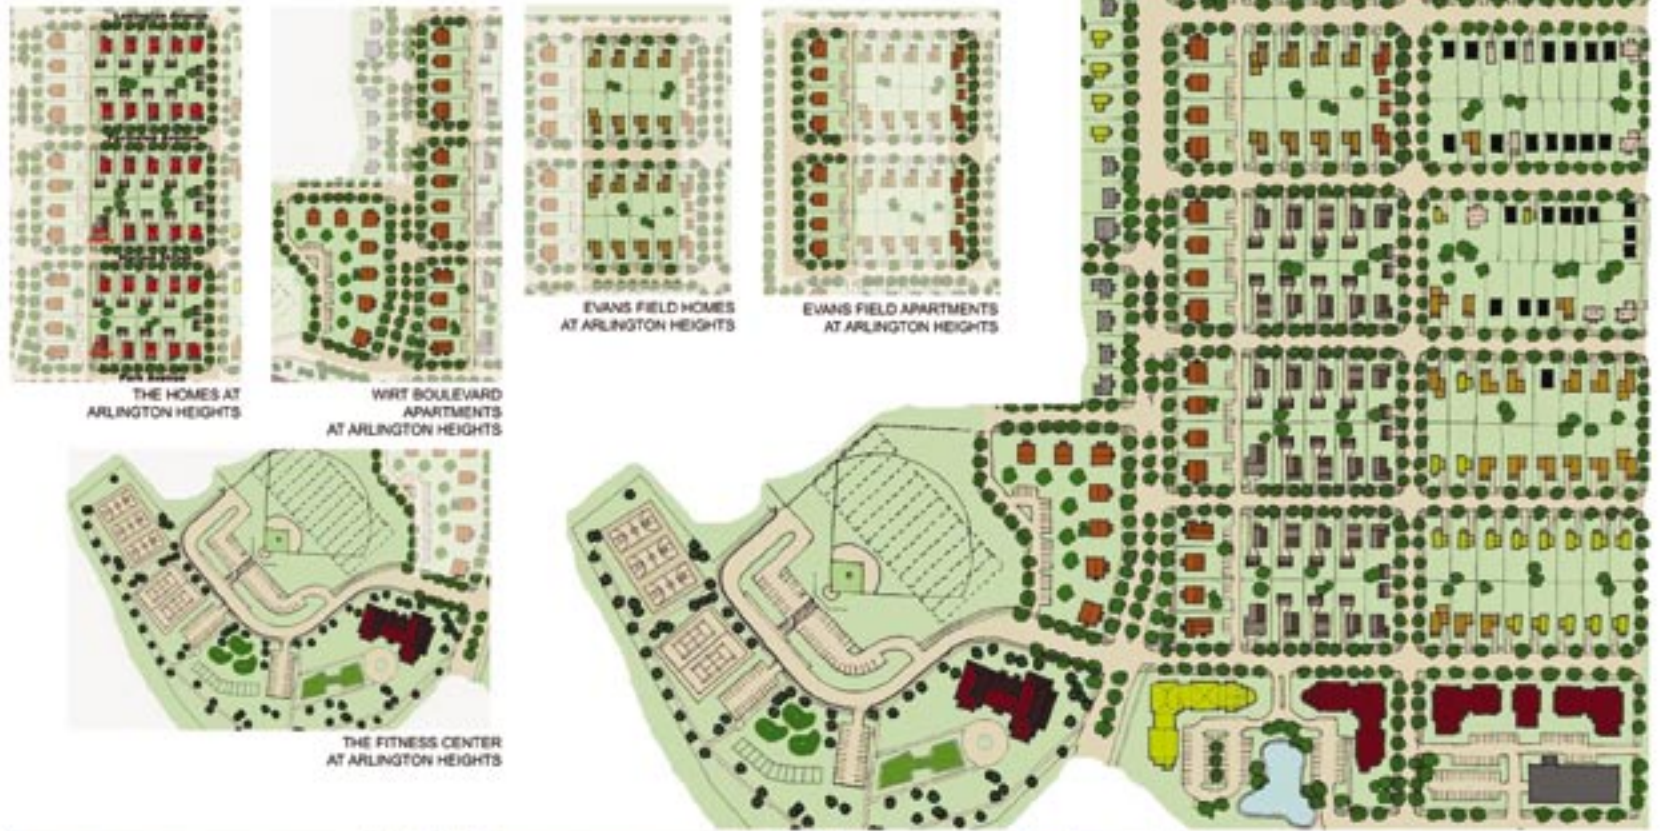 THE HOMES AT
ARLINGTON HEIGHTS
WIRT BOULEVARD
APARTMENTS
AT ARLINGTON HEIGHTS
EVANS FIELD HOMES
AT ARLINGTON HEIGHTS
EVANS FIELD APARTMENTS
AT ARLINGTON HEIGHTS
THE FITNESS CENTER
AT ARLINGTON HEIGHTS